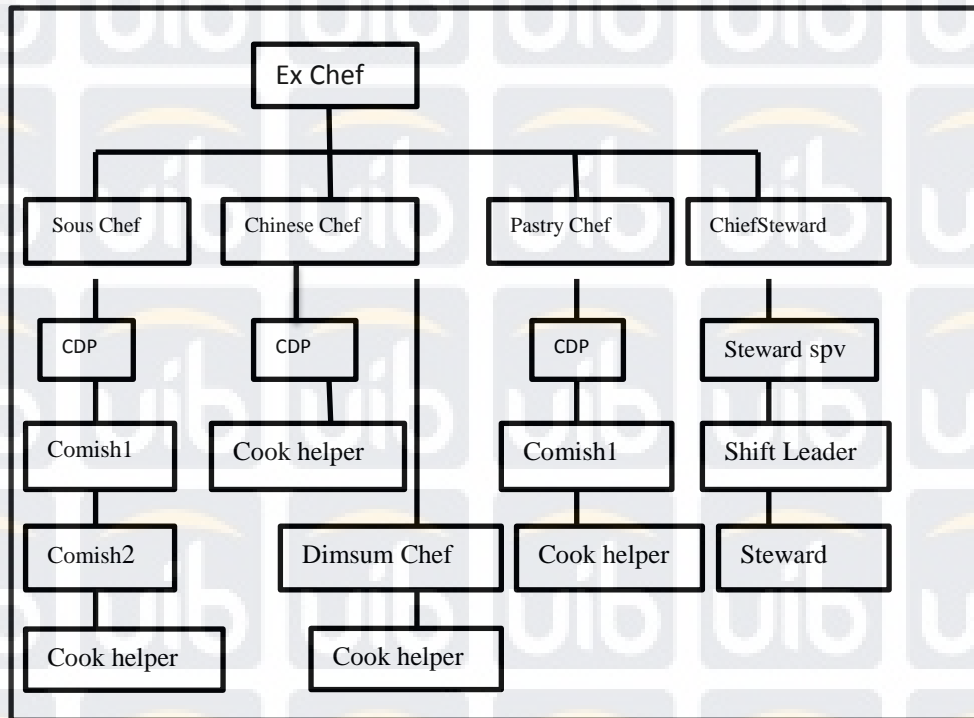 Ex Chef
Sous Chef
Chinese Chef
Pastry Chef
ChiefSteward
CDP
CDP
CDP
Steward spv
Comish1
Cook helper
Comish1
Shift Leader
Comish2
Dimsum Chef
Cook helper
Steward
Cook helper
Cook helper
uib